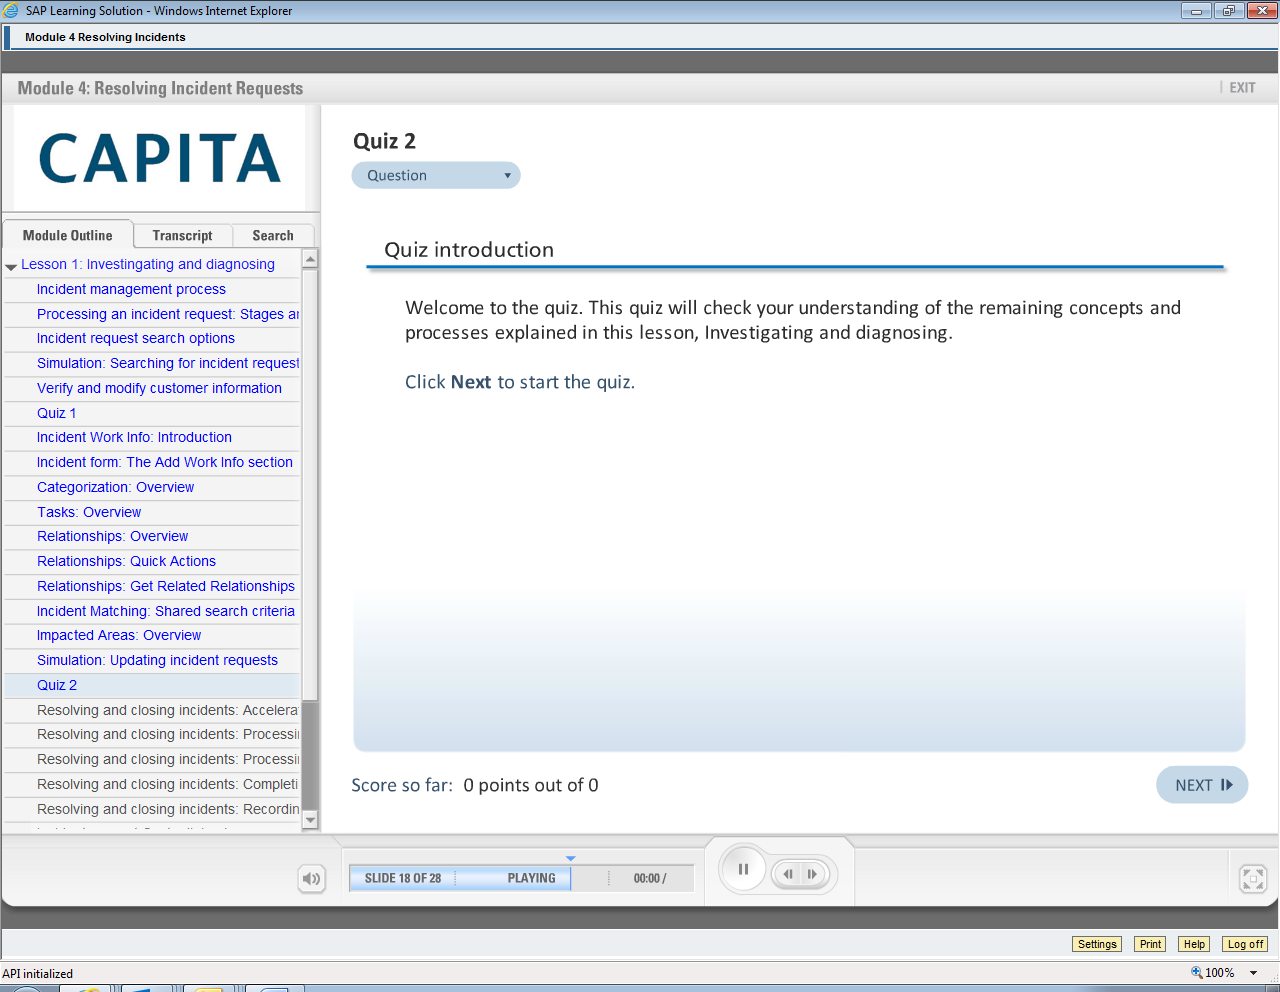 SAP Learning Solution - Windows Internet Explorer
Module 4 Resolving Incidents
Module 4: Resolving Incident Requests
EXIT
CAPITA
Module Outline
Transcript
Search
Lesson 1: Investingating and diagnosing
Incident management process
Processing an incident request: Stages a
Incident request search options
Simulation: Searching for incident request
Verify and modify customer information
Quiz 1
Incident Work Info: Introduction
Incident form: The Add Work Info section
Categorization: Overview
Tasks: Overview
Relationships: Overview
Relationships: Quick Actions
Relationships: Get Related Relationships
Incident Matching: Shared search criteria
Impacted Areas: Overview
Simulation: Updating incident requests
Quiz 2
Resolving and closing incidents: Accelera
Resolving and closing incidents: Processi
Resolving and closing incidents: Processi
Resolving and closing incidents: Completi
Resolving and closing incidents: Recordin
Quiz 2
Question
Quiz introduction
Welcome to the quiz. This quiz will check your understanding of the remaining concepts and
processes explained in this lesson, Investigating and diagnosing.
Click Next to start the quiz.
Score so far: 0 points out of 0
NEXT
SLIDE 18 OF 28
PLAYING
00:00 /
Settings
Print
Help
Log off
API initialized
100%